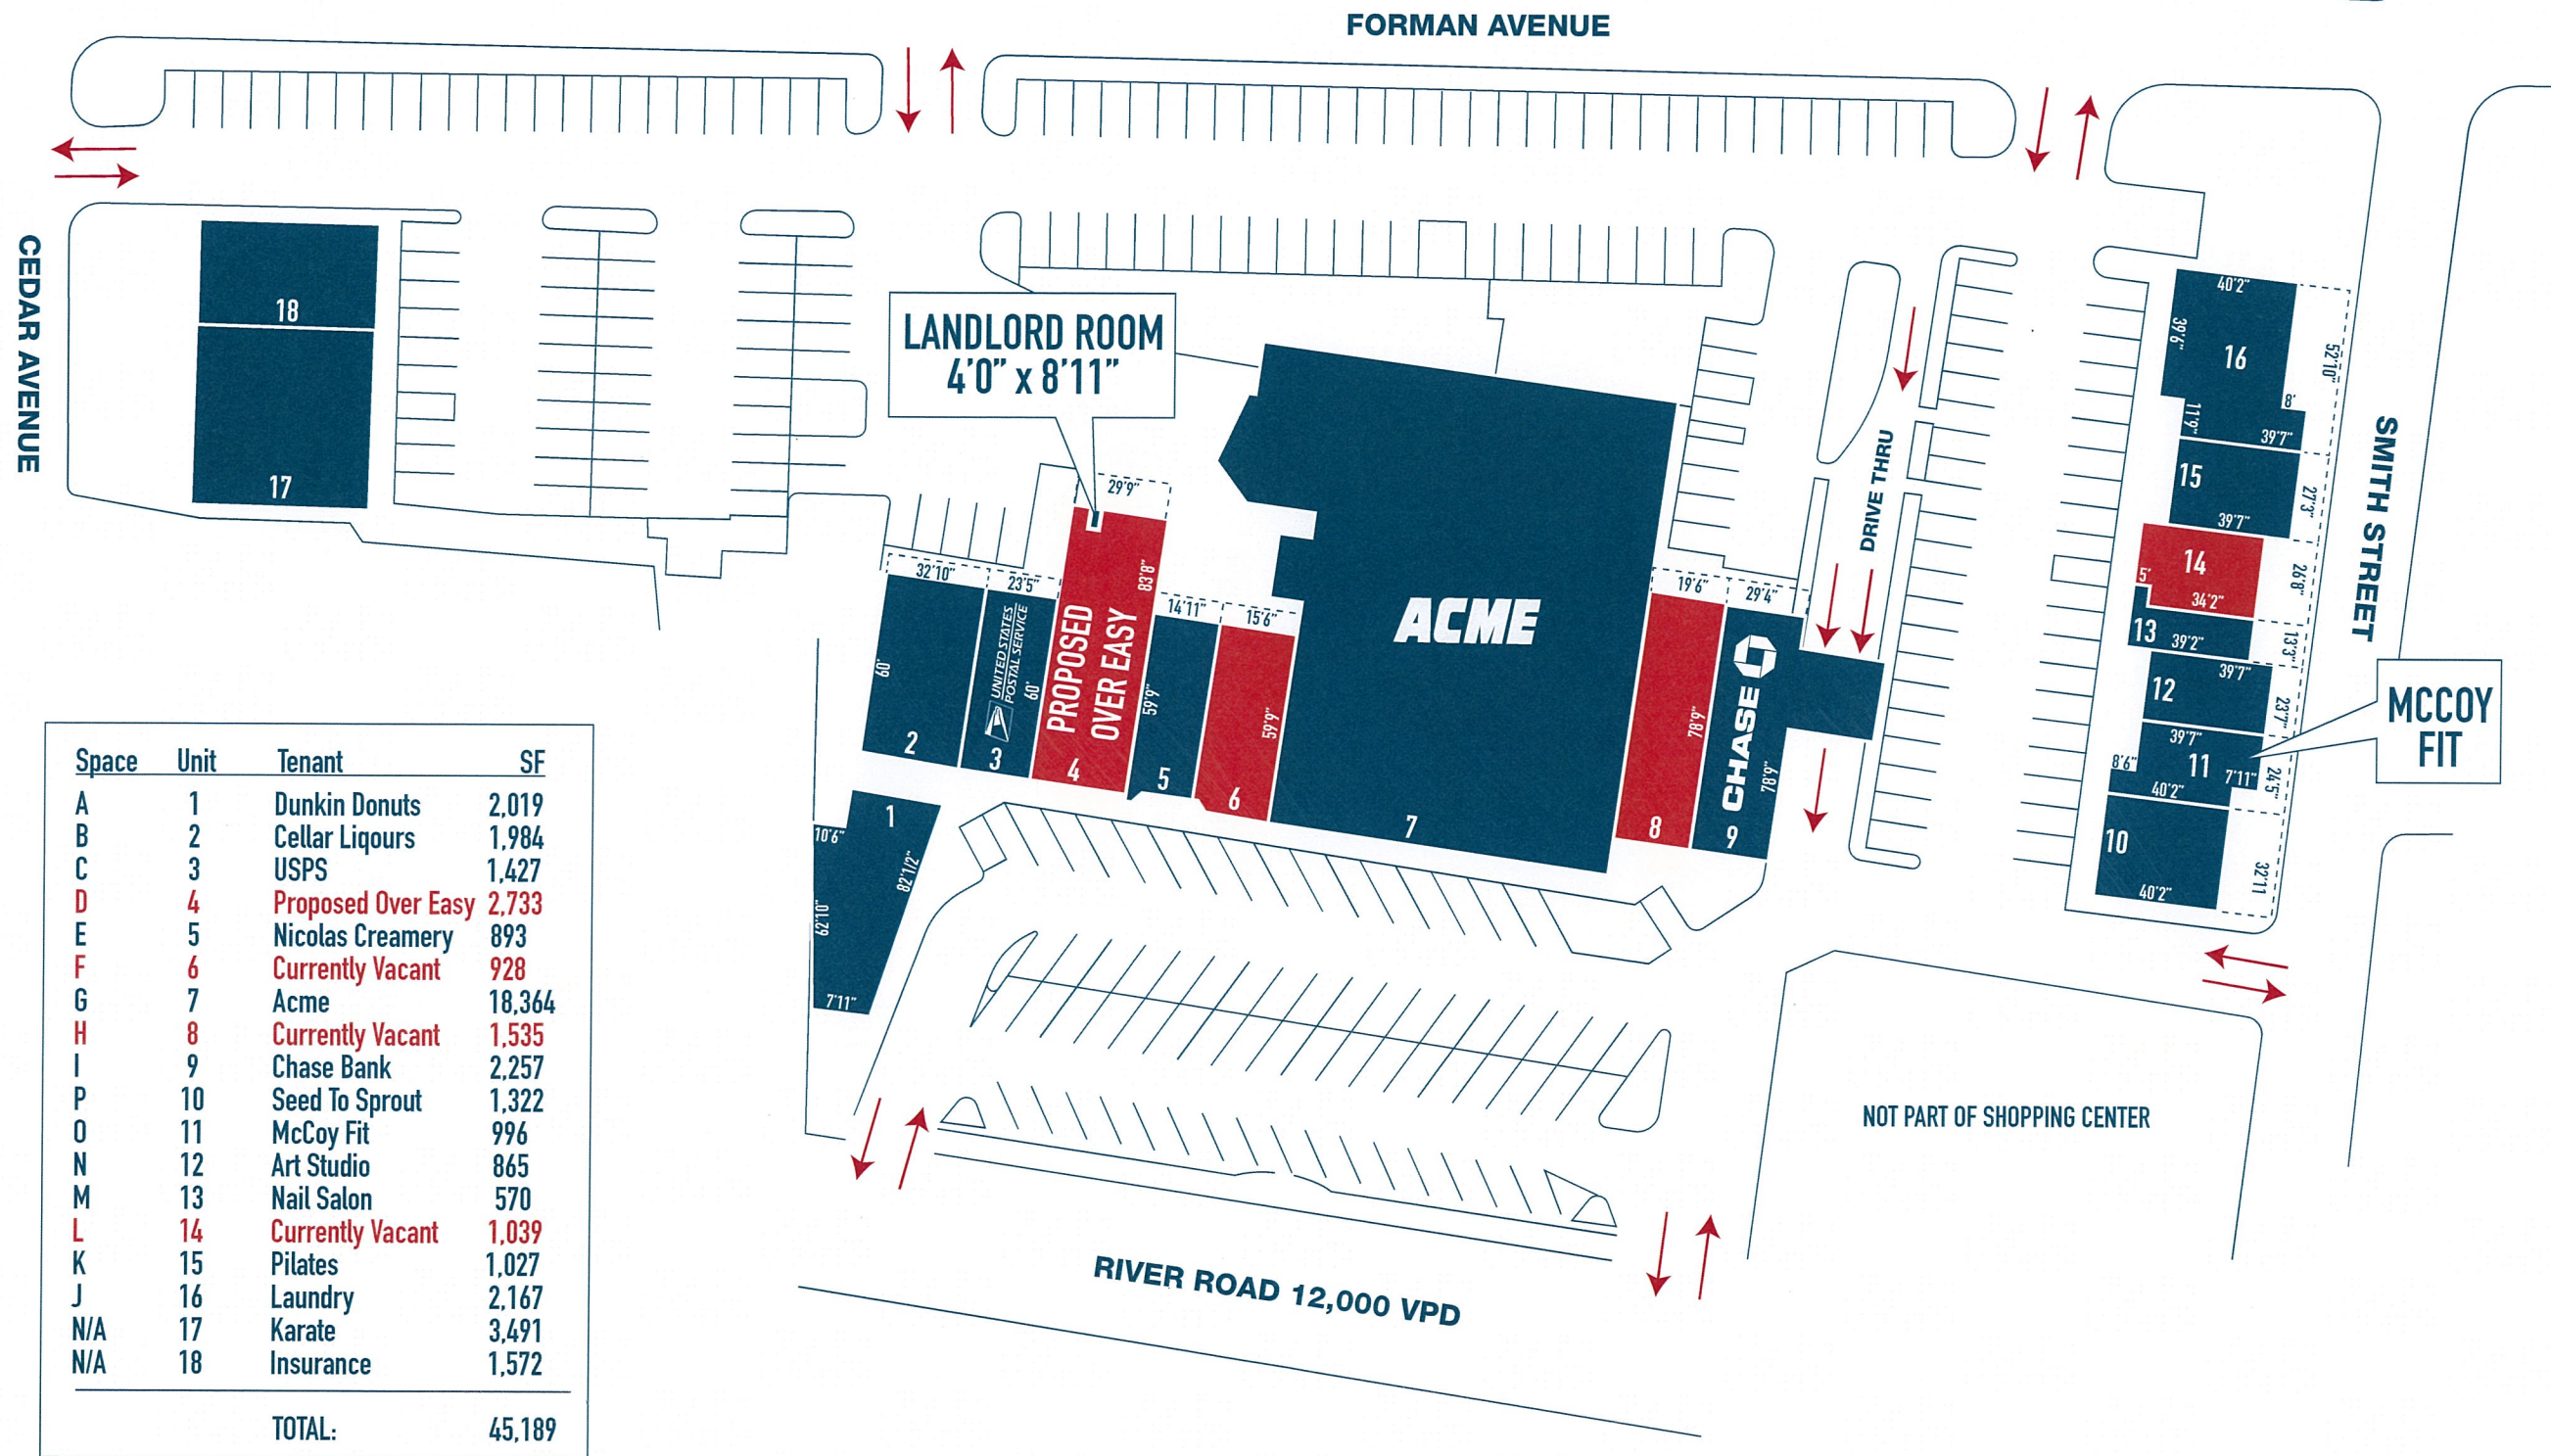 FORMAN AVENUE
CEDAR AVENUE
18
17
LANDLORD ROOM
4'0" x 8'11"
29'9"
83'8"
PROPOSED
OVER EASY
4
32'10"
60'
2
23'5"
UNITED STATES
POSTAL SERVICE
60'
3
14'11"
59'9"
5
15'6"
59'9"
6
ACME
7
19'6"
78'9"
8
29'4"
CHASE
78'9"
9
DRIVE THRU
1
10'6"
82'1/2"
62'10"
7'11"
40'2"
39'6"
16
52'10"
8'
11'9"
39'7"
15
27'3"
39'7"
14
5'
34'2"
26'8"
13
39'2"
13'3"
39'7"
12
23'7"
39'7"
8'6"
11
7'11"
24'5"
40'2"
10
40'2"
32'11
SMITH STREET
MCCOY
FIT
NOT PART OF SHOPPING CENTER
RIVER ROAD 12,000 VPD
Space Unit Tenant SF
A 1 Dunkin Donuts 2,019
B 2 Cellar Liqours 1,984
C 3 USPS 1,427
D 4 Proposed Over Easy 2,733
E 5 Nicolas Creamery 893
F 6 Currently Vacant 928
G 7 Acme 18,364
H 8 Currently Vacant 1,535
I 9 Chase Bank 2,257
P 10 Seed To Sprout 1,322
O 11 McCoy Fit 996
N 12 Art Studio 865
M 13 Nail Salon 570
L 14 Currently Vacant 1,039
K 15 Pilates 1,027
J 16 Laundry 2,167
N/A 17 Karate 3,491
N/A 18 Insurance 1,572
TOTAL: 45,189